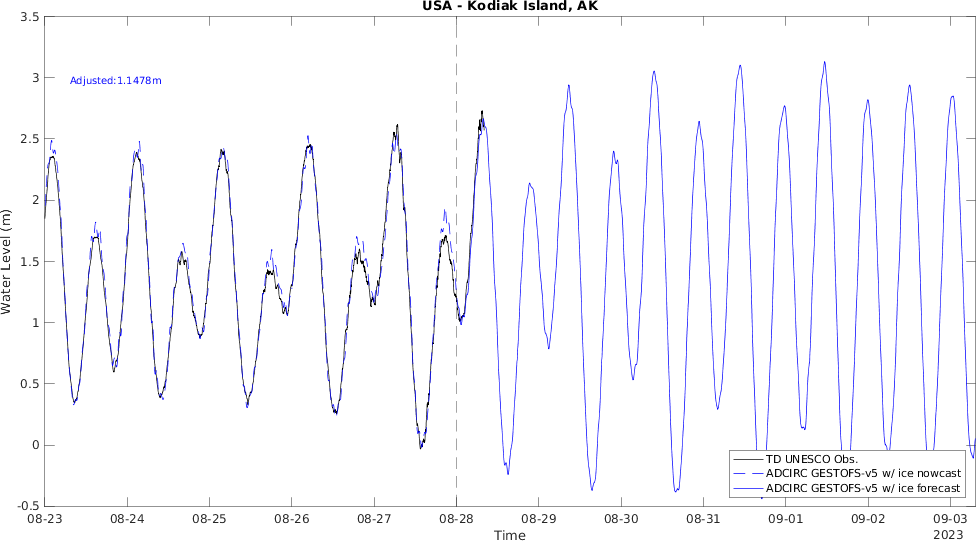 USA - Kodiak Island, AK
3.5
3
2.5
2
1.5
1
0.5
0
-0.5
Water Level (m)
Adjusted:1.1478m
TD UNESCO Obs.
ADCIRC GESTOFS-v5 w/ ice nowcast
ADCIRC GESTOFS-v5 w/ ice forecast
08-23 08-24 08-25 08-26 08-27 08-28 08-29 08-30 08-31 09-01 09-02 09-03
Time
2023